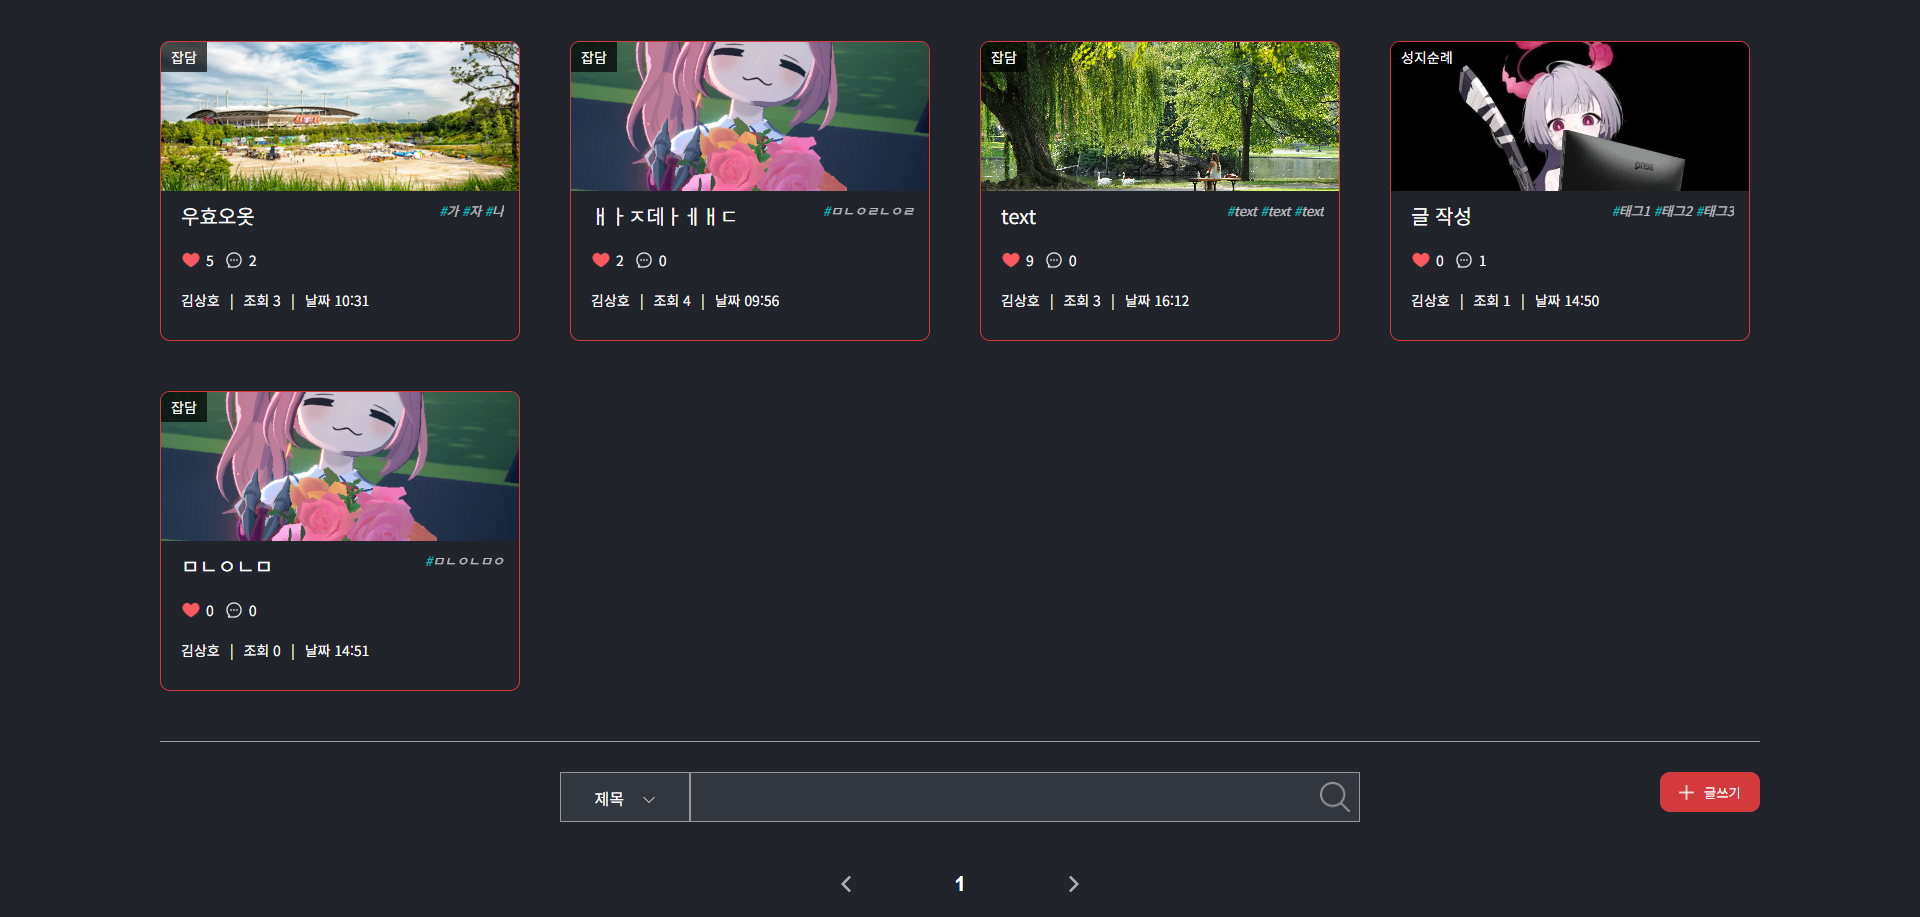 잡담
우효오옷
#가 #자 #나
5 2
김상호 | 조회 3 | 날짜 10:31
잡담
ㅐㅏㅈ데ㅏㅔㅐㄷ
#ㅁㄴㅇㄹㄴㅇㄹ
2 0
김상호 | 조회 4 | 날짜 09:56
잡담
text
#text #text #text
9 0
김상호 | 조회 3 | 날짜 16:12
성지순례
글 작성
#태그1 #태그2 #태그3
0 1
김상호 | 조회 1 | 날짜 14:50
잡담
ㅁㄴㅇㄴㅁ
#ㅁㄴㅇㄴㅁㅇ
0 0
김상호 | 조회 0 | 날짜 14:51
제목
글쓰기
1